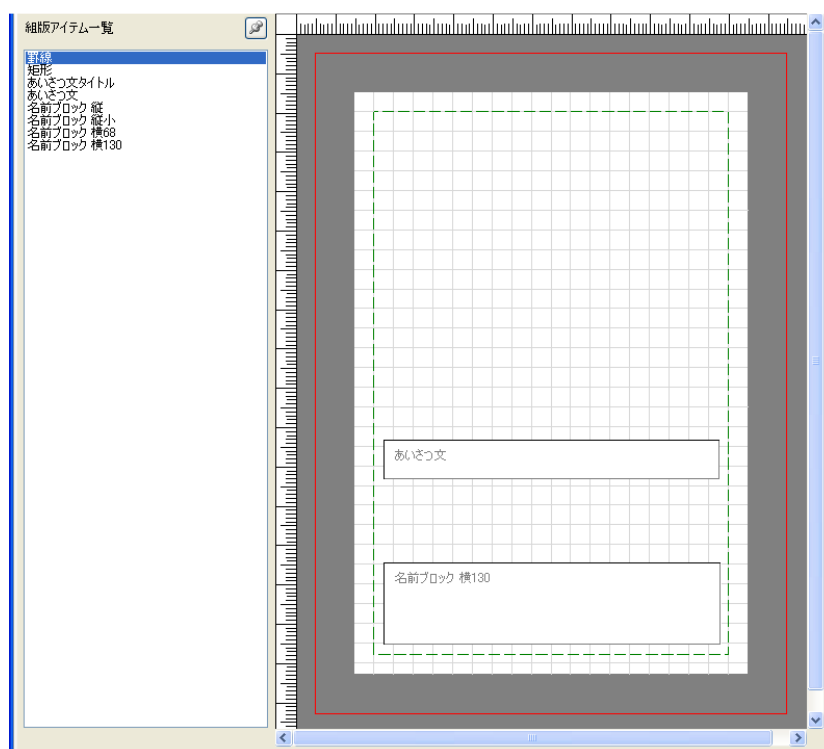 組版アイテム一覧
罫線
矩形
あいさつ文タイトル
あいさつ文
名前ブロック 縦
名前ブロック 縦小
名前ブロック 横68
名前ブロック 横130
あいさつ文
名前ブロック 横130